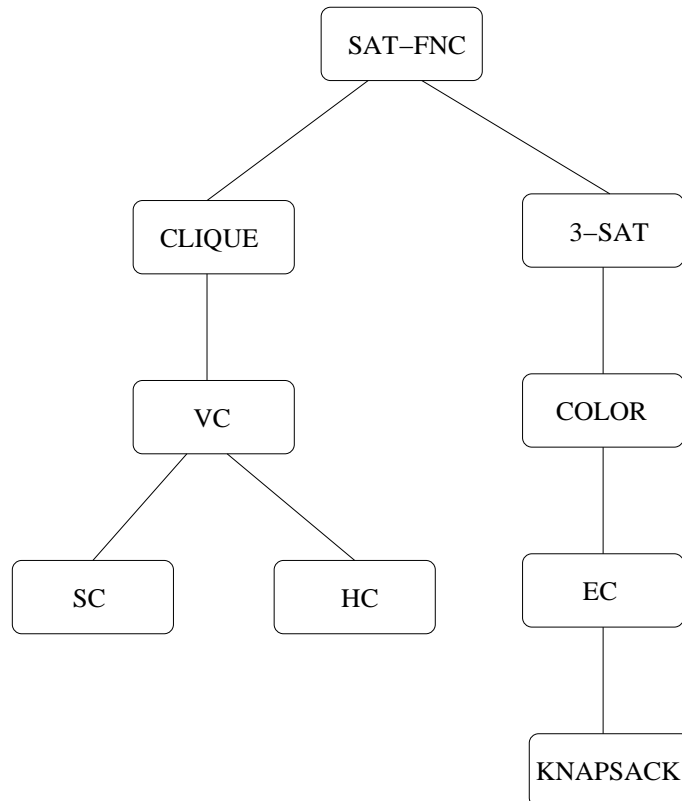 SAT–FNC
CLIQUE
3–SAT
VC
COLOR
SC
HC
EC
KNAPSACK